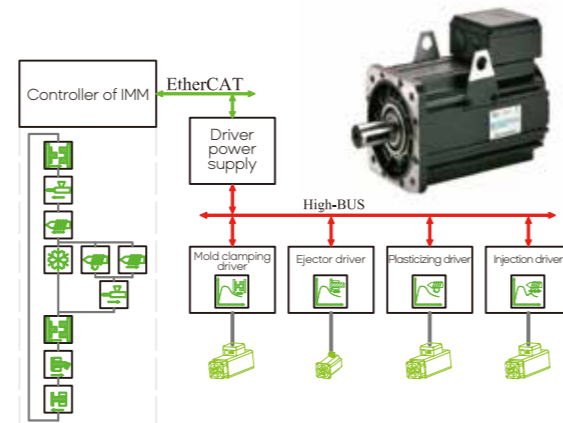 Controller of IMM
EtherCAT
Driver
power
supply
High-BUS
Mold clamping
driver
Ejector driver
Plasticizing driver
Injection driver